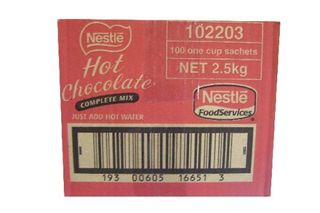 Nestlé
Hot
Chocolate
COMPLETE MIX
JUST ADD HOT WATER
102203
100 one cup sachets
NET 2.5kg
Nestlé
FoodServices
193 00605 16651 3